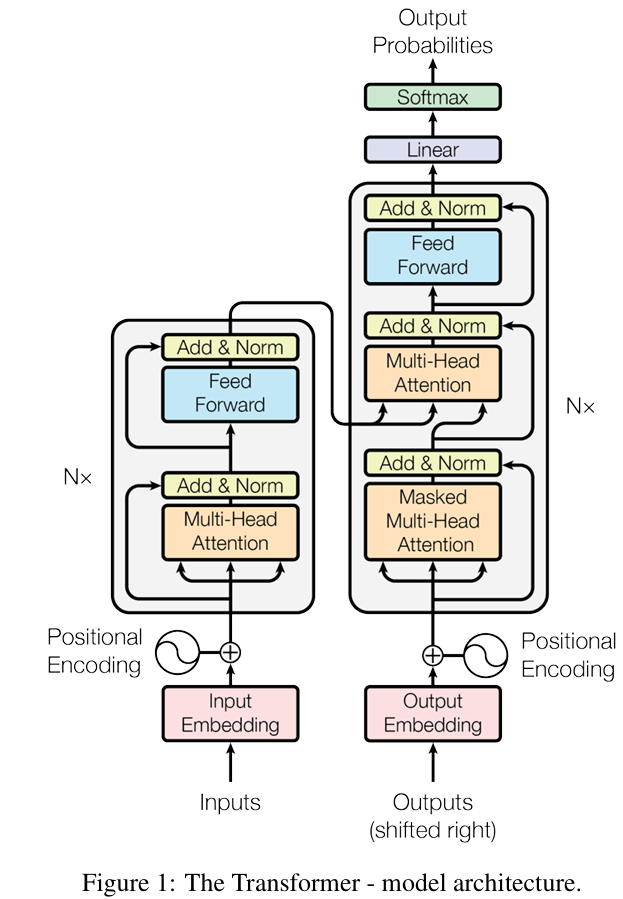 Output
Probabilities
Softmax
Linear
Add & Norm
Feed
Forward
Add & Norm
Multi-Head
Attention
Add & Norm
Masked
Multi-Head
Attention
N×
Add & Norm
Feed
Forward
Add & Norm
Multi-Head
Attention
N×
Positional
Encoding
Positional
Encoding
Input
Embedding
Output
Embedding
Inputs
Outputs
(shifted right)
Figure 1: The Transformer - model architecture.